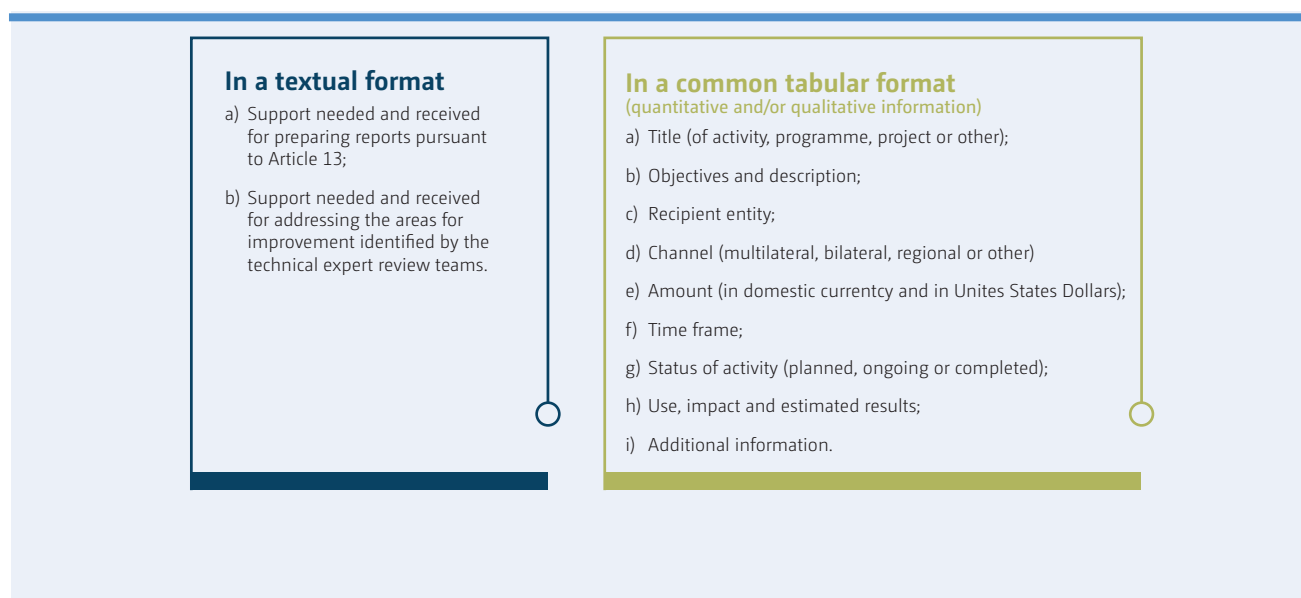 In a textual format
a) Support needed and received
for preparing reports pursuant
to Article 13;
b) Support needed and received
for addressing the areas for
improvement identified by the
technical expert review teams.
In a common tabular format
(quantitative and/or qualitative information)
a) Title (of activity, programme, project or other);
b) Objectives and description;
c) Recipient entity;
d) Channel (multilateral, bilateral, regional or other)
e) Amount (in domestic currentcy and in Unites States Dollars);
f) Time frame;
g) Status of activity (planned, ongoing or completed);
h) Use, impact and estimated results;
i) Additional information.